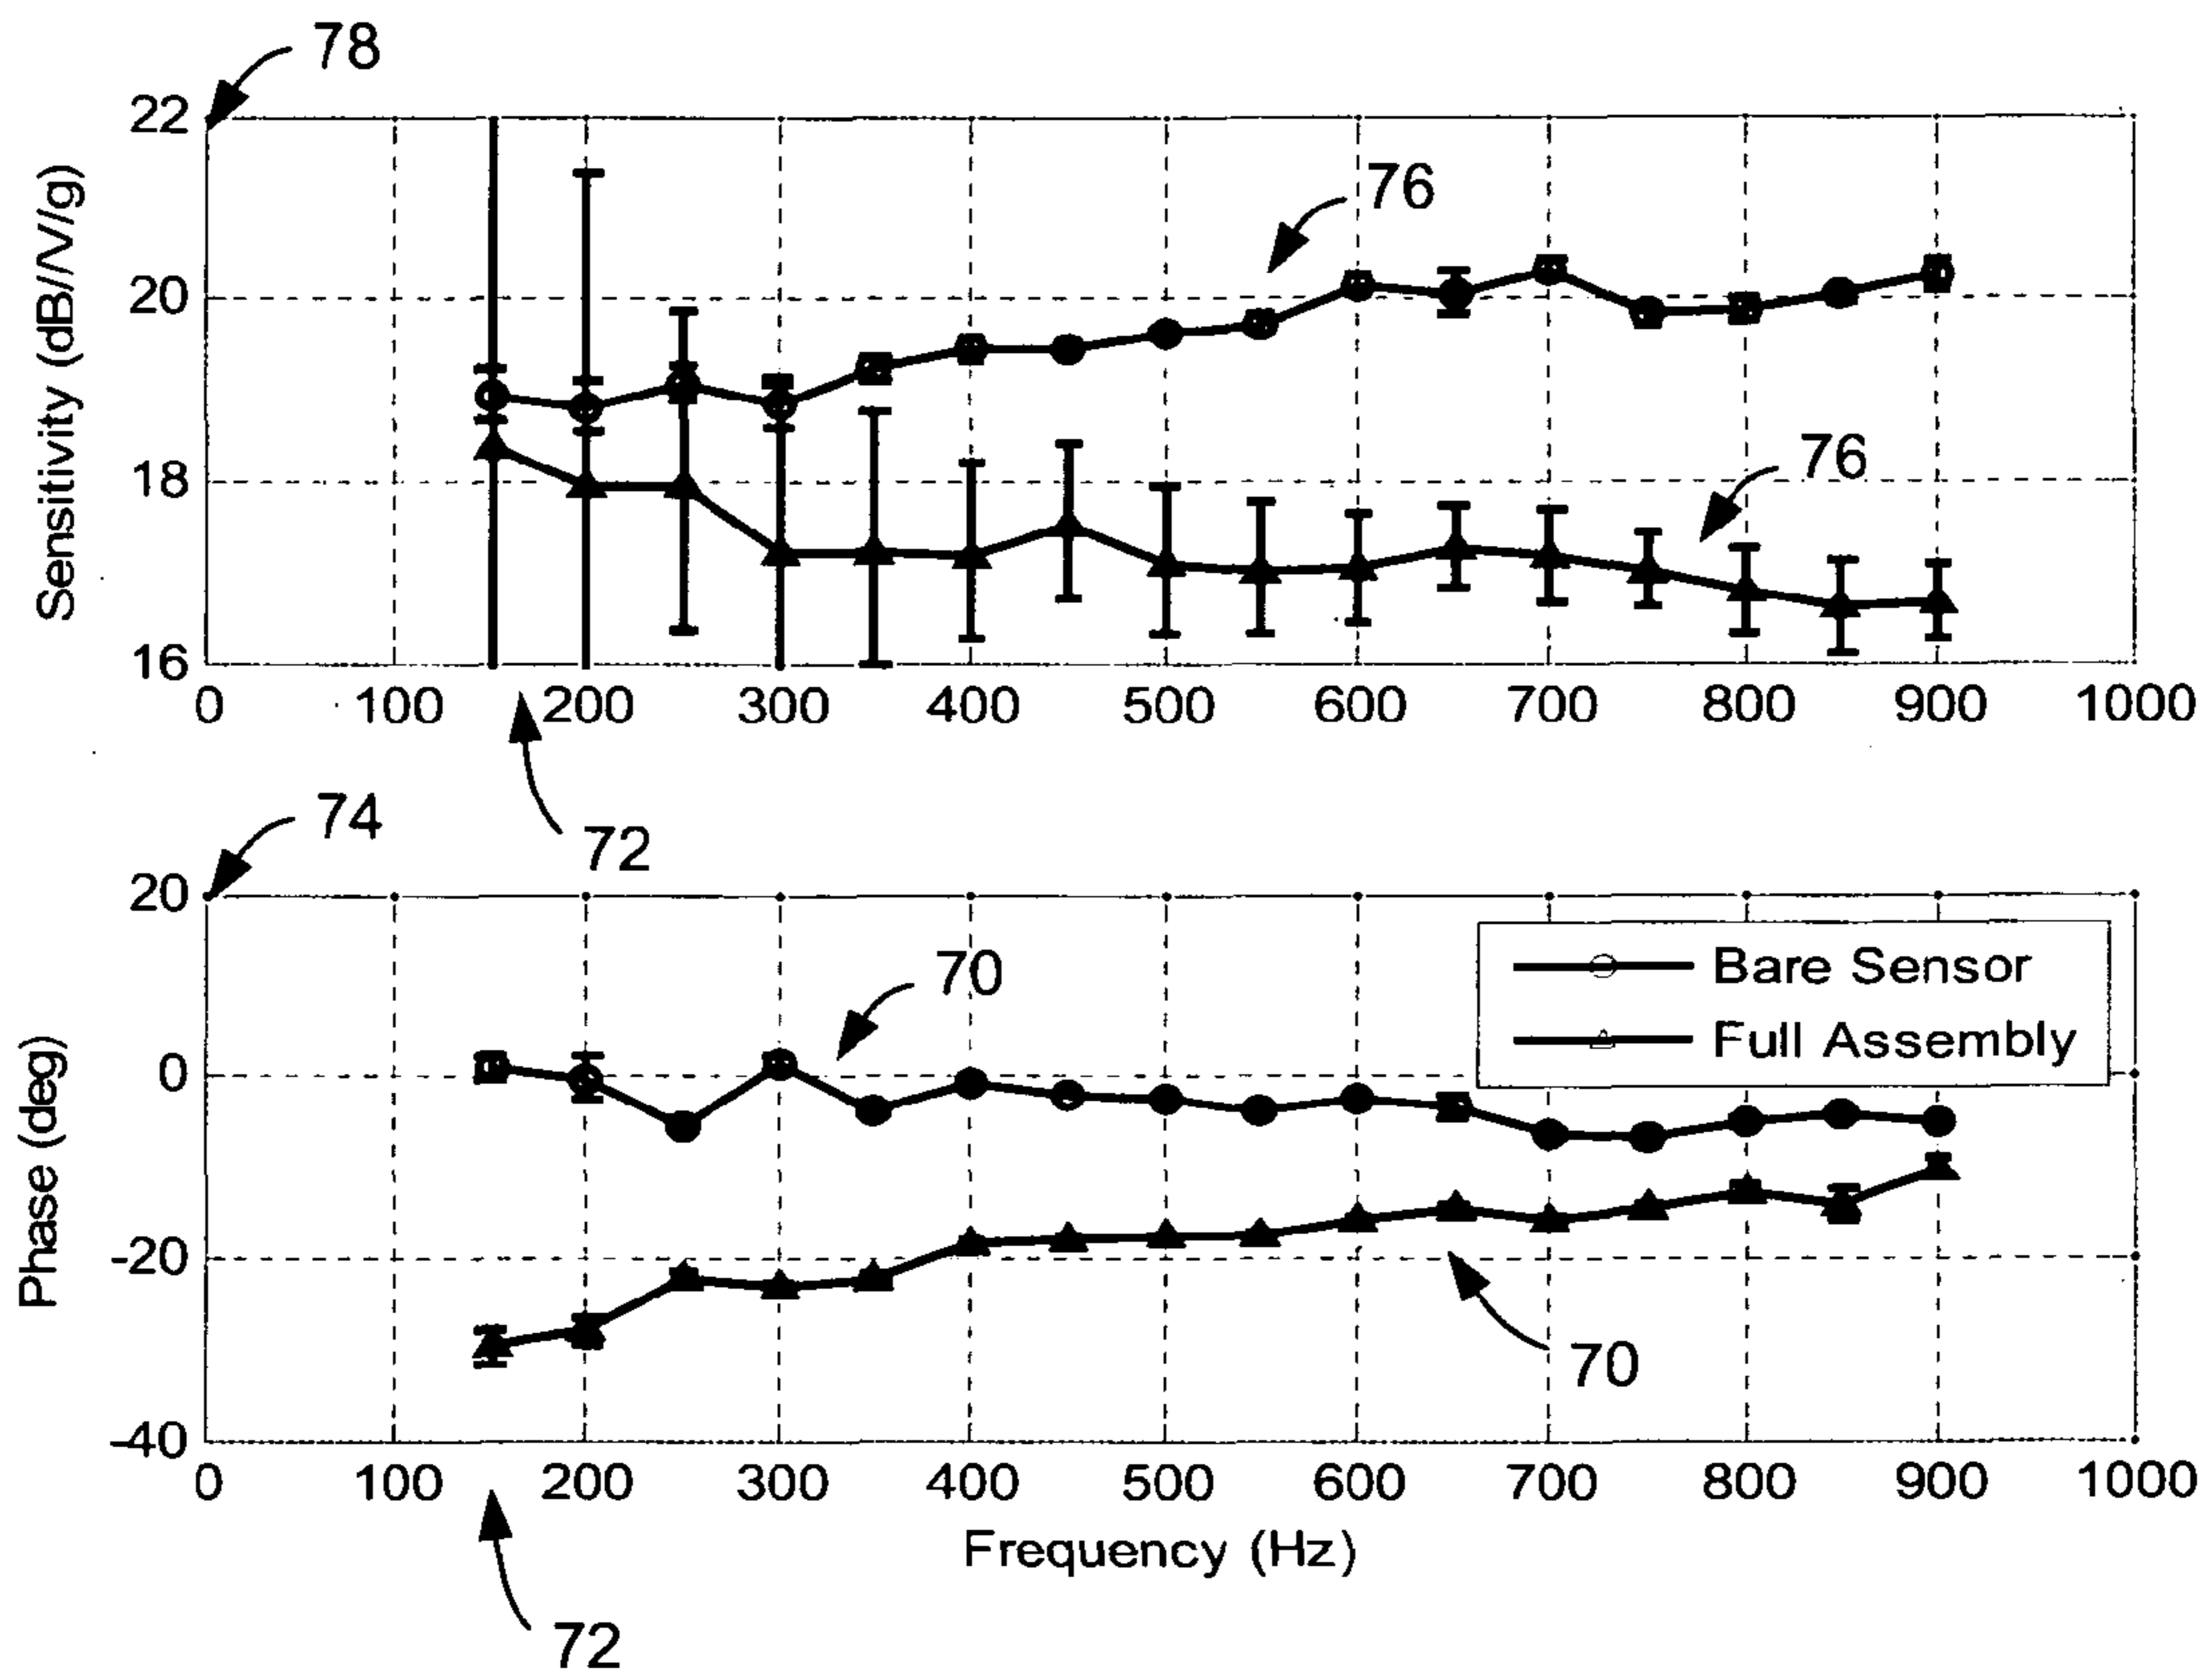 78
22
20
18
16
Sensitivity (dB//V/g)
76
76
0 100 200 300 400 500 600 700 800 900 1000
72
74
20
0
-20
-40
Phase (deg)
70
Bare Sensor
Full Assembly
70
0 100 200 300 400 500 600 700 800 900 1000
Frequency (Hz)
72